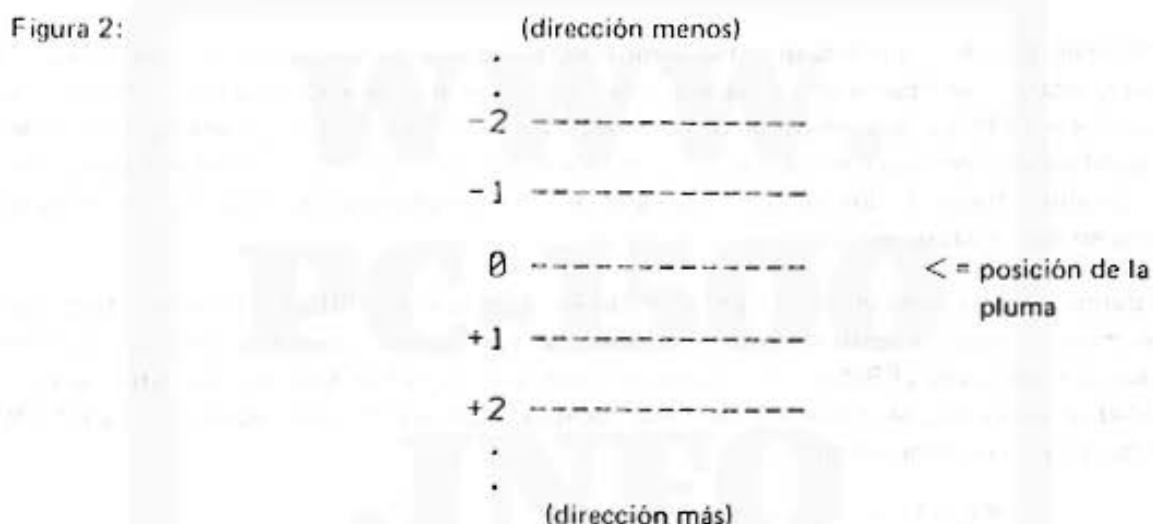 Figura 2:
(dirección menos)
.
.
-2 ----------------
-1 ----------------
0 ----------------
< = posición de la
pluma
+1 ----------------
+2 ----------------
.
.
(dirección más)